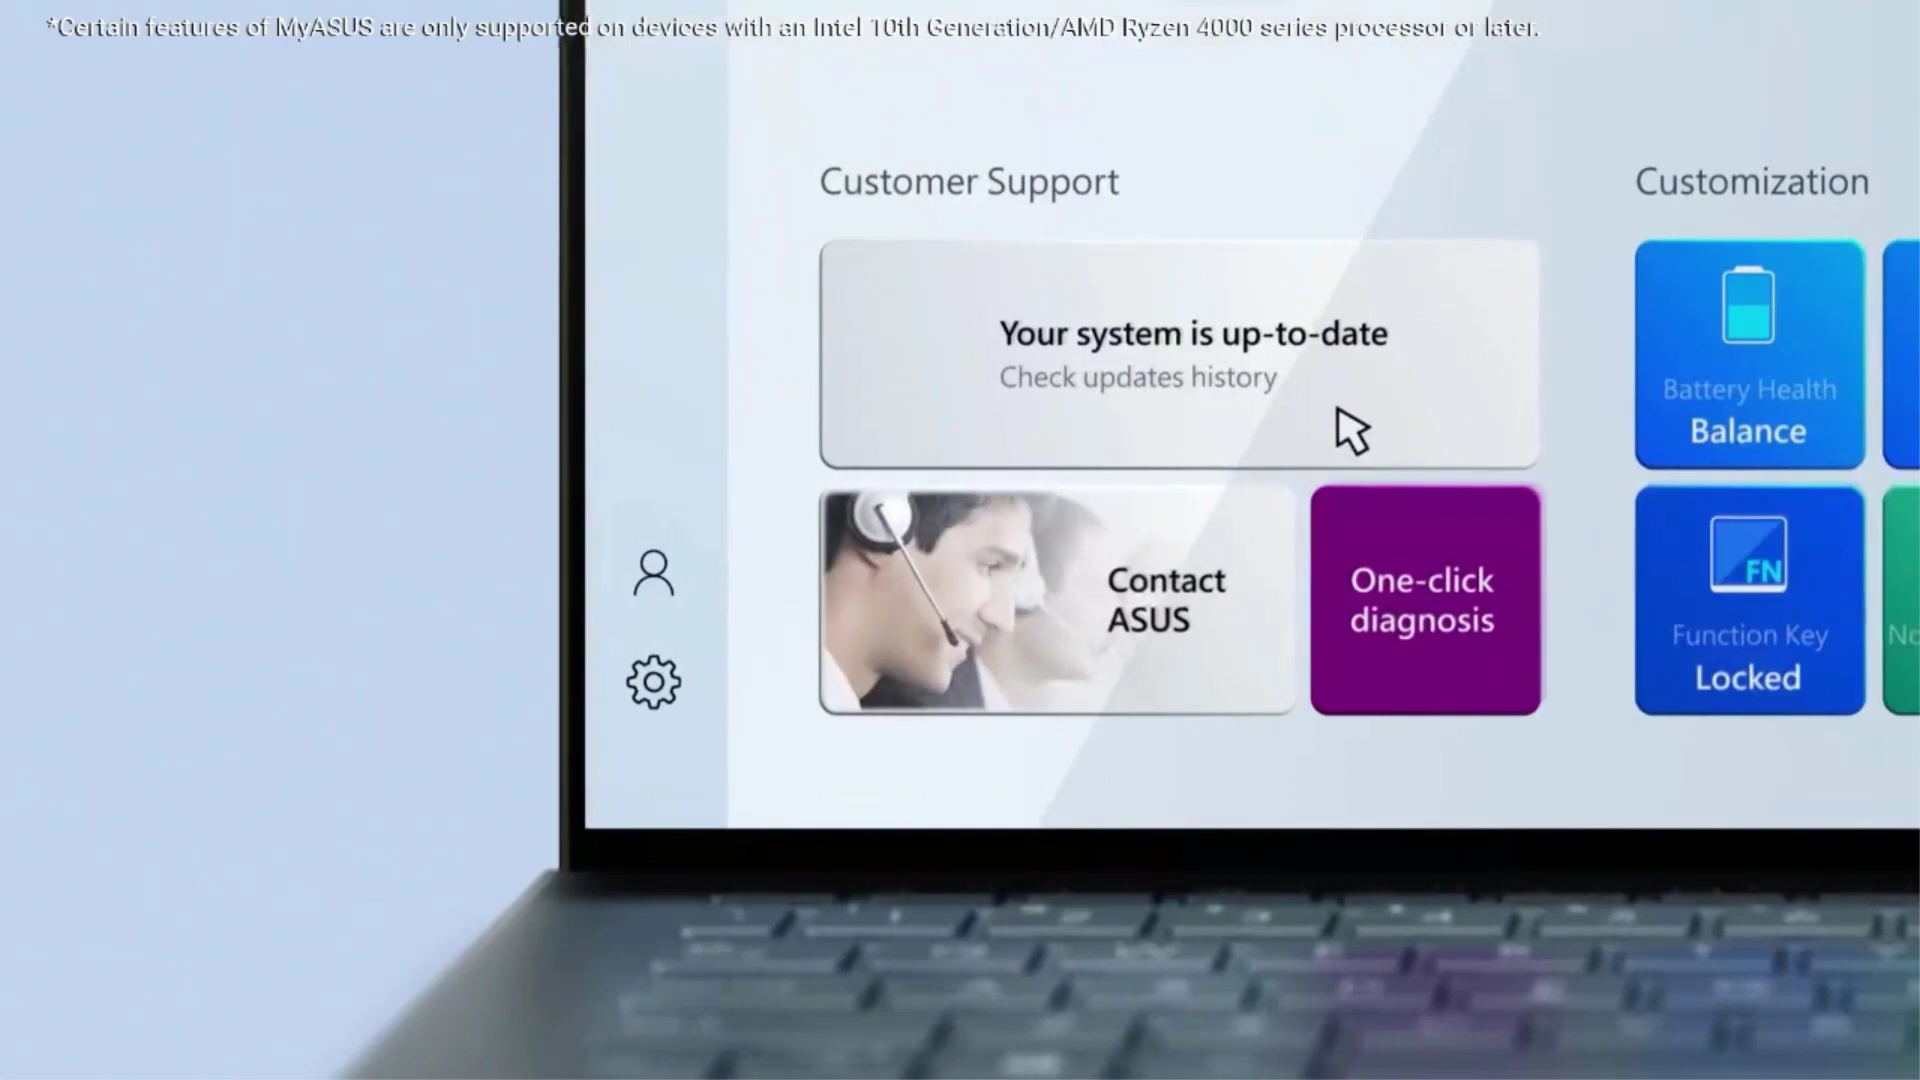 *Certain features of MyASUS are only supported on devices with an Intel 10th Generation/AMD Ryzen 4000 series processor or later.
Customer Support
Customization
Your system is up-to-date
Check updates history
Battery Health
Balance
Contact
ASUS
One-click
diagnosis
FN
Function Key
Locked